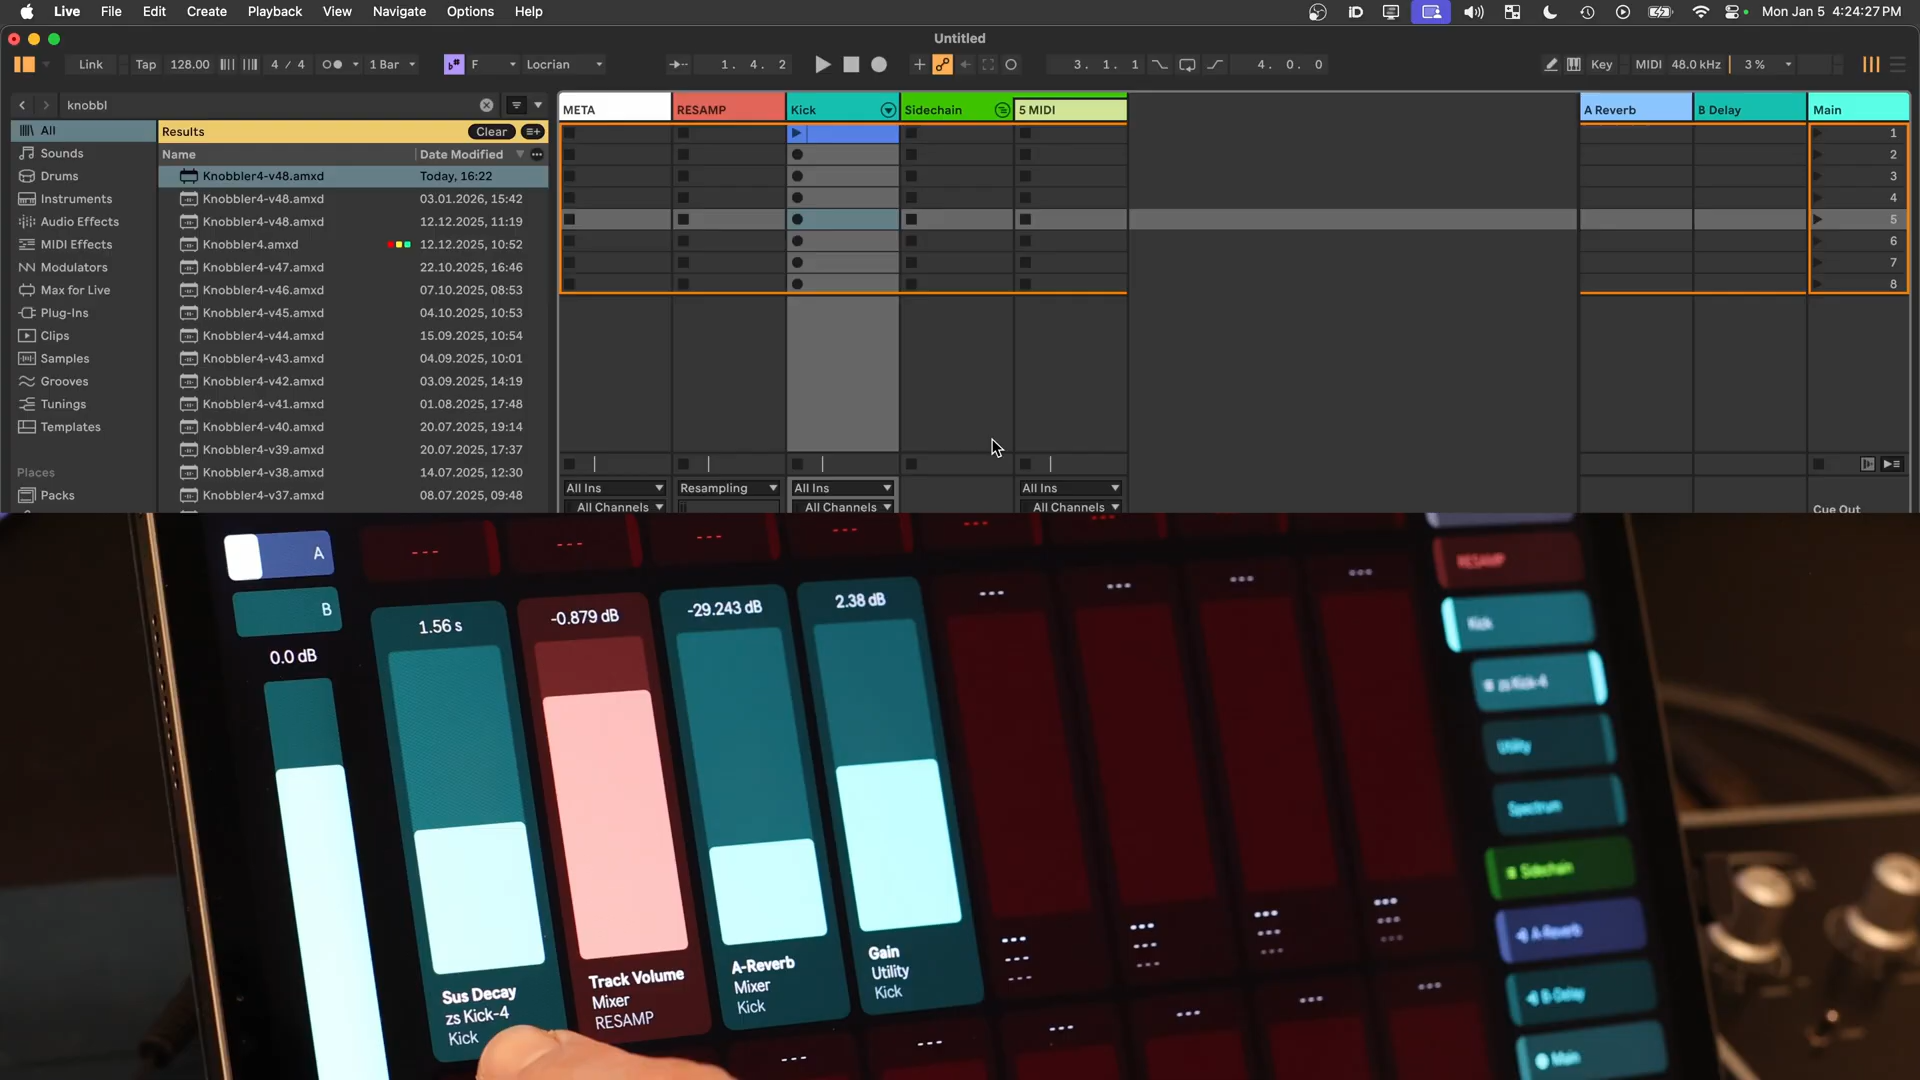 Live File Edit Create Playback View Navigate Options Help
iD
Mon Jan 5 4:24:27 PM
Untitled
Link Tap 128.00 4 / 4 1 Bar F Locrian 1. 4. 2 3. 1. 1 4. 0. 0 Key MIDI 48.0 kHz 3 %
knobbl
All
Sounds
Drums
Instruments
Audio Effects
MIDI Effects
Modulators
Max for Live
Plug-Ins
Clips
Samples
Grooves
Tunings
Templates
Places
Packs
Results Clear
Name Date Modified
Knobbler4-v48.amxd Today, 16:22
Knobbler4-v48.amxd 03.01.2026, 15:42
Knobbler4-v48.amxd 12.12.2025, 11:19
Knobbler4.amxd 12.12.2025, 10:52
Knobbler4-v47.amxd 22.10.2025, 16:46
Knobbler4-v46.amxd 07.10.2025, 08:53
Knobbler4-v45.amxd 04.10.2025, 10:53
Knobbler4-v44.amxd 15.09.2025, 10:54
Knobbler4-v43.amxd 04.09.2025, 10:01
Knobbler4-v42.amxd 03.09.2025, 14:19
Knobbler4-v41.amxd 01.08.2025, 17:48
Knobbler4-v40.amxd 20.07.2025, 19:14
Knobbler4-v39.amxd 20.07.2025, 17:37
Knobbler4-v38.amxd 14.07.2025, 12:30
Knobbler4-v37.amxd 08.07.2025, 09:48
META RESAMP Kick Sidechain 5 MIDI A Reverb B Delay Main
1
2
3
4
5
6
7
8
All Ins Resampling All Ins All Ins
All Channels All Channels All Channels
Cue Out
A
B
0.0 dB
--- --- --- --- --- ---
1.56 s
Sus Decay
zs Kick-4
Kick
-0.879 dB
Track Volume
Mixer
RESAMP
-29.243 dB
A-Reverb
Mixer
Kick
2.38 dB
Gain
Utility
Kick
--- --- --- ---
--- --- --- ---
--- --- --- ---
--- --- --- ---
--- --- --- --- --- ---
RESAMP
Kick
zs Kick-4
Utility
Spectrum
Sidechain
A-Reverb
B-Delay
Main